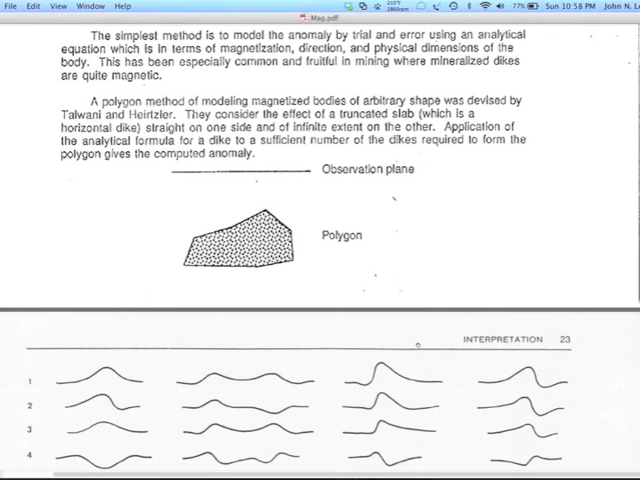 File Edit View Window Help
210°F
2860rpm
77%
Sun 10:58 PM
John N. L
Mag.pdf
The simplest method is to model the anomaly by trial and error using an analytical
equation which is in terms of magnetization, direction, and physical dimensions of the
body. This has been especially common and fruitful in mining where mineralized dikes
are quite magnetic.
A polygon method of modeling magnetized bodies of arbitrary shape was devised by
Talwani and Heirtzler. They consider the effect of a truncated slab (which is a
horizontal dike) straight on one side and of infinite extent on the other. Application of
the analytical formula for a dike to a sufficient number of the dikes required to form the
polygon gives the computed anomaly.
Observation plane
Polygon
INTERPRETATION 23
1
2
3
4